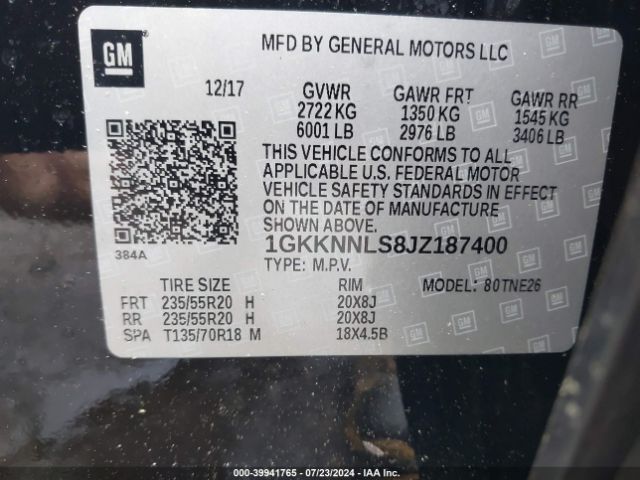 GM
MFD BY GENERAL MOTORS LLC
12/17 GVWR GAWR FRT GAWR RR
2722 KG 1350 KG 1545 KG
6001 LB 2976 LB 3406 LB
THIS VEHICLE CONFORMS TO ALL
APPLICABLE U.S. FEDERAL MOTOR
VEHICLE SAFETY STANDARDS IN EFFECT
ON THE DATE OF MANUFACTURE
SHOWN ABOVE.
384A
1GKKNNLS8JZ187400
TYPE: M.P.V. MODEL: 80TNE26
TIRE SIZE RIM
FRT 235/55R20 H 20X8J
RR 235/55R20 H 20X8J
SPA T135/70R18 M 18X4.5B
000-39941765 - 07/23/2024 - IAA Inc.